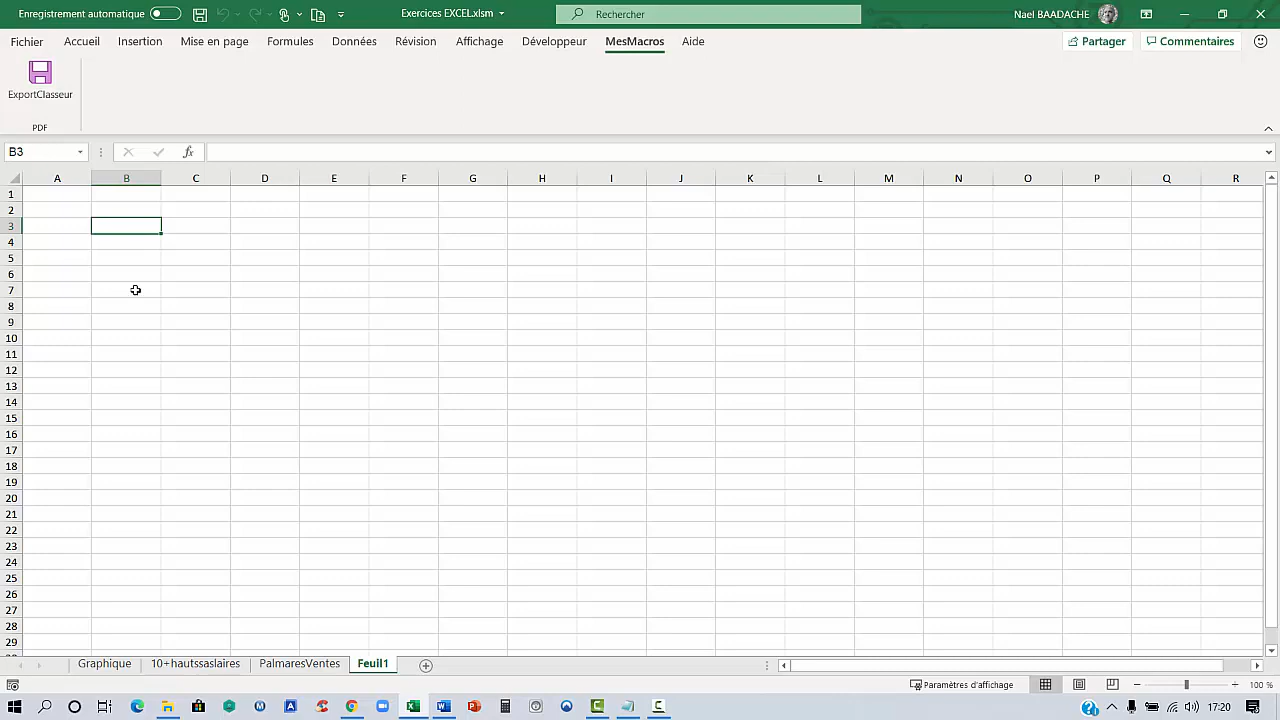 Enregistrement automatique
Exercices EXCEL.xlsm
Rechercher
Nael BAADACHE
Fichier Accueil Insertion Mise en page Formules Données Révision Affichage Développeur MesMacros Aide
Partager Commentaires
ExportClasseur
PDF
B3 fx
A B C D E F G H I J K L M N O P Q R
1
2
3
4
5
6
7
8
9
10
11
12
13
14
15
16
17
18
19
20
21
22
23
24
25
26
27
28
29
Graphique 10+hautssaslaires PalmaresVentes Feuil1
Paramètres d'affichage 100 %
17:20